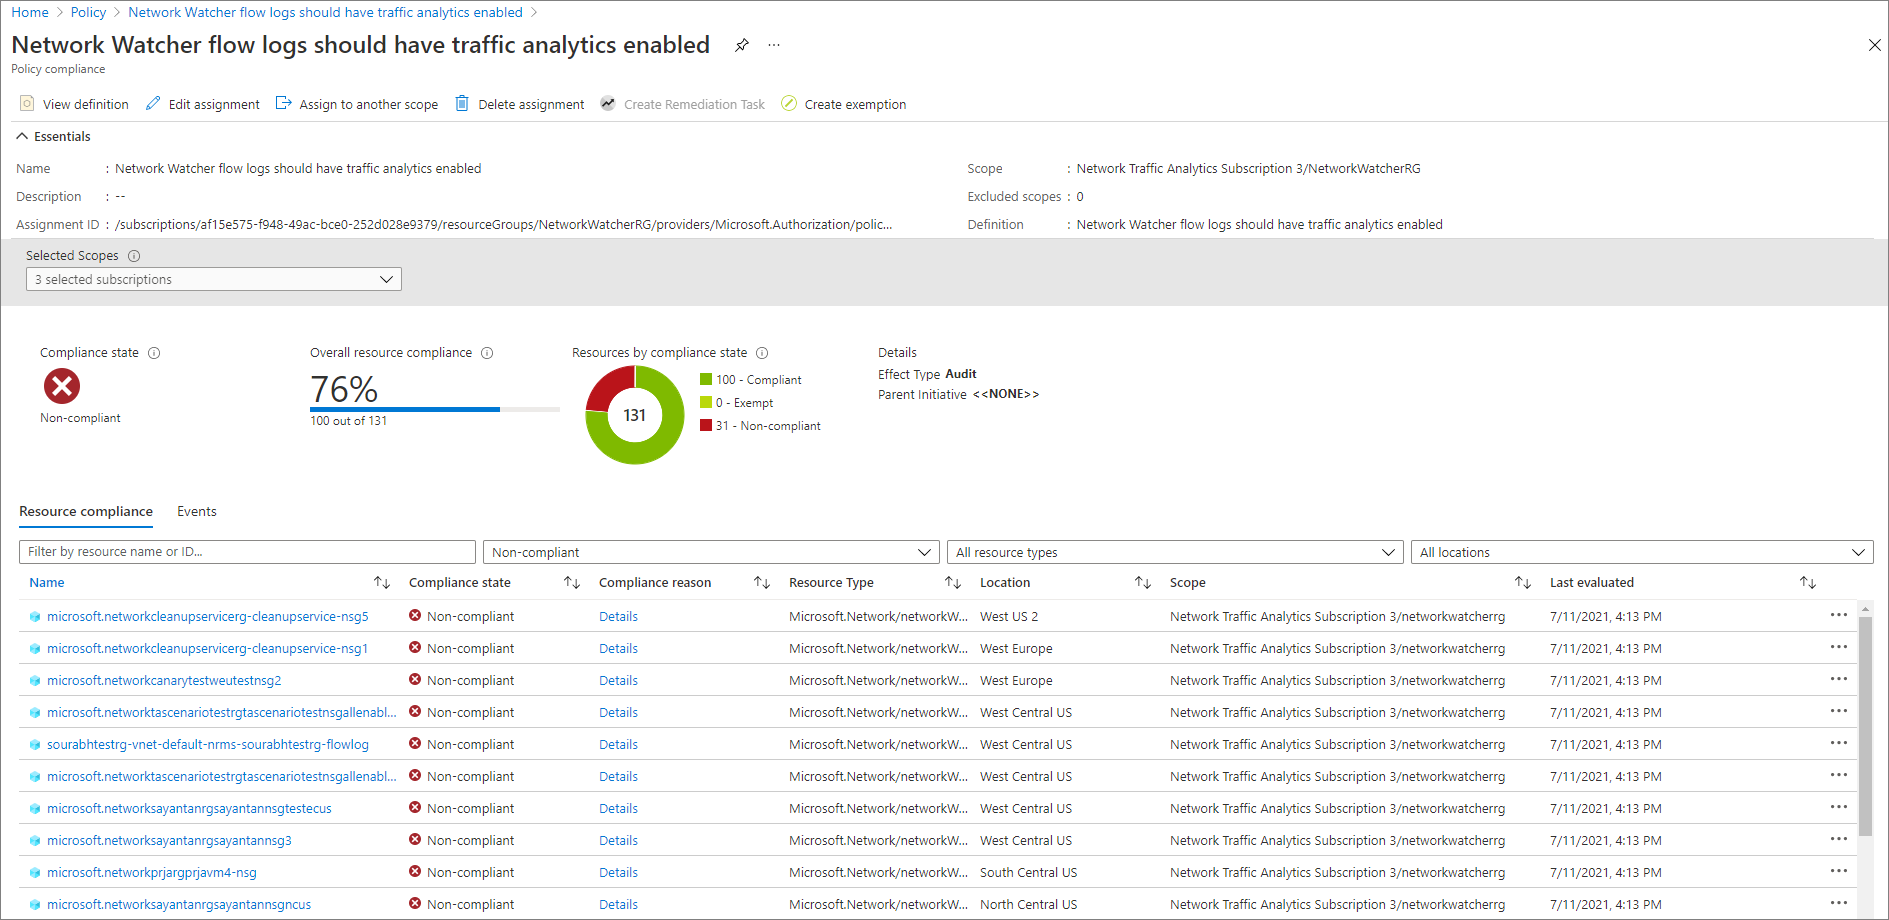 Home > Policy > Network Watcher flow logs should have traffic analytics enabled >
Network Watcher flow logs should have traffic analytics enabled ...
Policy compliance
View definition Edit assignment Assign to another scope Delete assignment Create Remediation Task Create exemption
Essentials
Name : Network Watcher flow logs should have traffic analytics enabled Scope : Network Traffic Analytics Subscription 3/NetworkWatcherRG
Description : -- Excluded scopes : 0
Assignment ID : /subscriptions/af15e575-f948-49ac-bce0-252d028e9379/resourceGroups/NetworkWatcherRG/providers/Microsoft.Authorization/polic... Definition : Network Watcher flow logs should have traffic analytics enabled
Selected Scopes
3 selected subscriptions
Compliance state
Non-compliant
Overall resource compliance
76%
100 out of 131
Resources by compliance state
131
100 - Compliant
0 - Exempt
31 - Non-compliant
Details
Effect Type Audit
Parent Initiative <<NONE>>
Resource compliance Events
Filter by resource name or ID... Non-compliant All resource types All locations
Name Compliance state Compliance reason Resource Type Location Scope Last evaluated
microsoft.networkcleanupservicerg-cleanupservice-nsg5 Non-compliant Details Microsoft.Network/networkW... West US 2 Network Traffic Analytics Subscription 3/networkwatcherrg 7/11/2021, 4:13 PM ...
microsoft.networkcleanupservicerg-cleanupservice-nsg1 Non-compliant Details Microsoft.Network/networkW... West Europe Network Traffic Analytics Subscription 3/networkwatcherrg 7/11/2021, 4:13 PM ...
microsoft.networkcanarytestweutestnsg2 Non-compliant Details Microsoft.Network/networkW... West Europe Network Traffic Analytics Subscription 3/networkwatcherrg 7/11/2021, 4:13 PM ...
microsoft.networktascenariotestrgtascenariotestnsgallenabl... Non-compliant Details Microsoft.Network/networkW... West Central US Network Traffic Analytics Subscription 3/networkwatcherrg 7/11/2021, 4:13 PM ...
sourabhtestrg-vnet-default-nrms-sourabhtestrg-flowlog Non-compliant Details Microsoft.Network/networkW... West Central US Network Traffic Analytics Subscription 3/networkwatcherrg 7/11/2021, 4:13 PM ...
microsoft.networktascenariotestrgtascenariotestnsgallenabl... Non-compliant Details Microsoft.Network/networkW... West Central US Network Traffic Analytics Subscription 3/networkwatcherrg 7/11/2021, 4:13 PM ...
microsoft.networksayantanrgsayantannsgtestecus Non-compliant Details Microsoft.Network/networkW... West Central US Network Traffic Analytics Subscription 3/networkwatcherrg 7/11/2021, 4:13 PM ...
microsoft.networksayantanrgsayantannsg3 Non-compliant Details Microsoft.Network/networkW... West Central US Network Traffic Analytics Subscription 3/networkwatcherrg 7/11/2021, 4:13 PM ...
microsoft.networkprjargprjavm4-nsg Non-compliant Details Microsoft.Network/networkW... South Central US Network Traffic Analytics Subscription 3/networkwatcherrg 7/11/2021, 4:13 PM ...
microsoft.networksayantanrgsayantannsgncus Non-compliant Details Microsoft.Network/networkW... North Central US Network Traffic Analytics Subscription 3/networkwatcherrg 7/11/2021, 4:13 PM ...